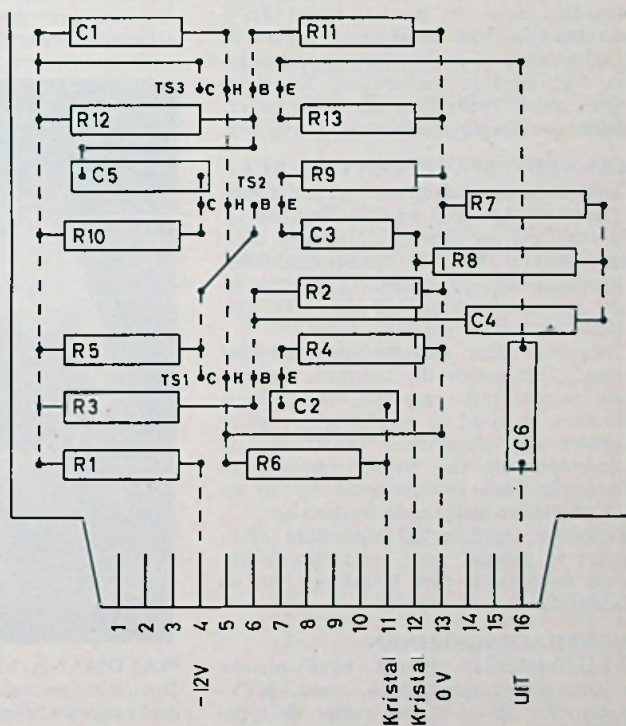 C1 R11
TS3 C H B E
R12 R13
C5 TS2 R9
C H B E R7
R10 C3
R8
R2
C4
R5 R4
TS1 C H B E
R3 C2
C6
R1 R6
1 2 3 4 5 6 7 8 9 10 11 12 13 14 15 16
-12V Kristal Kristal 0 V UIT